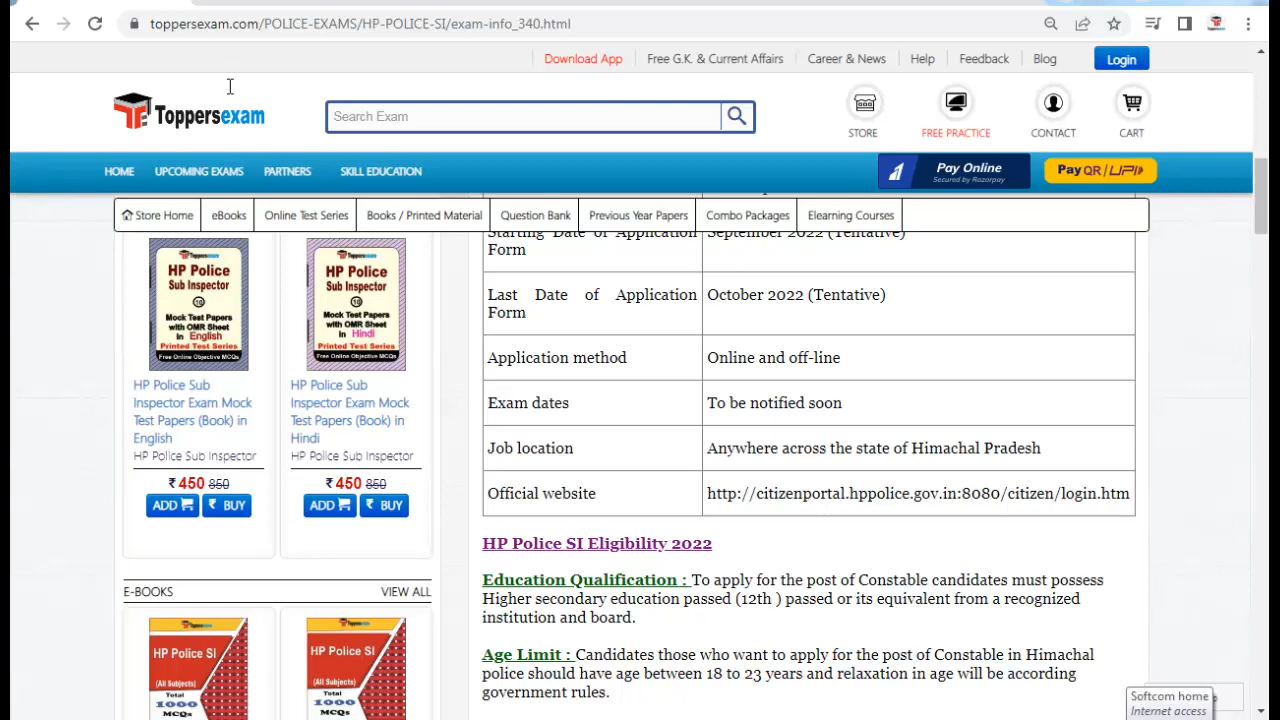 toppersexam.com/POLICE-EXAMS/HP-POLICE-SI/exam-info_340.html
Download App
Free G.K. & Current Affairs
Career & News
Help
Feedback
Blog
Login
Toppersexam
Search Exam
STORE
FREE PRACTICE
CONTACT
CART
HOME
UPCOMING EXAMS
PARTNERS
SKILL EDUCATION
Pay Online
Secured by Razorpay
Pay QR/UPI
Store Home
eBooks
Online Test Series
Books / Printed Material
Question Bank
Previous Year Papers
Combo Packages
Elearning Courses
Toppersexam
HP Police
Sub Inspector
10
Mock Test Papers
with OMR Sheet
in English
Printed Test Series
Free Online Objective MCQs
HP Police Sub
Inspector Exam Mock
Test Papers (Book) in
English
HP Police Sub Inspector
₹ 450 850
ADD
₹ BUY
Toppersexam
HP Police
Sub Inspector
10
Mock Test Papers
with OMR Sheet
in Hindi
Printed Test Series
Free Online Objective MCQs
HP Police Sub
Inspector Exam Mock
Test Papers (Book) in
Hindi
HP Police Sub Inspector
₹ 450 850
ADD
₹ BUY
E-BOOKS
VIEW ALL
Toppersexam
HP Police SI
(All Subjects)
Total
1000
MCQs
Toppersexam
HP Police SI
(All Subjects)
Total
1000
MCQs
Starting Date of Application
Form
September 2022 (Tentative)
Last Date of Application
Form
October 2022 (Tentative)
Application method
Online and off-line
Exam dates
To be notified soon
Job location
Anywhere across the state of Himachal Pradesh
Official website
http://citizenportal.hppolice.gov.in:8080/citizen/login.htm
HP Police SI Eligibility 2022
Education Qualification : To apply for the post of Constable candidates must possess
Higher secondary education passed (12th ) passed or its equivalent from a recognized
institution and board.
Age Limit : Candidates those who want to apply for the post of Constable in Himachal
police should have age between 18 to 23 years and relaxation in age will be according
government rules.
Softcom home
Internet access